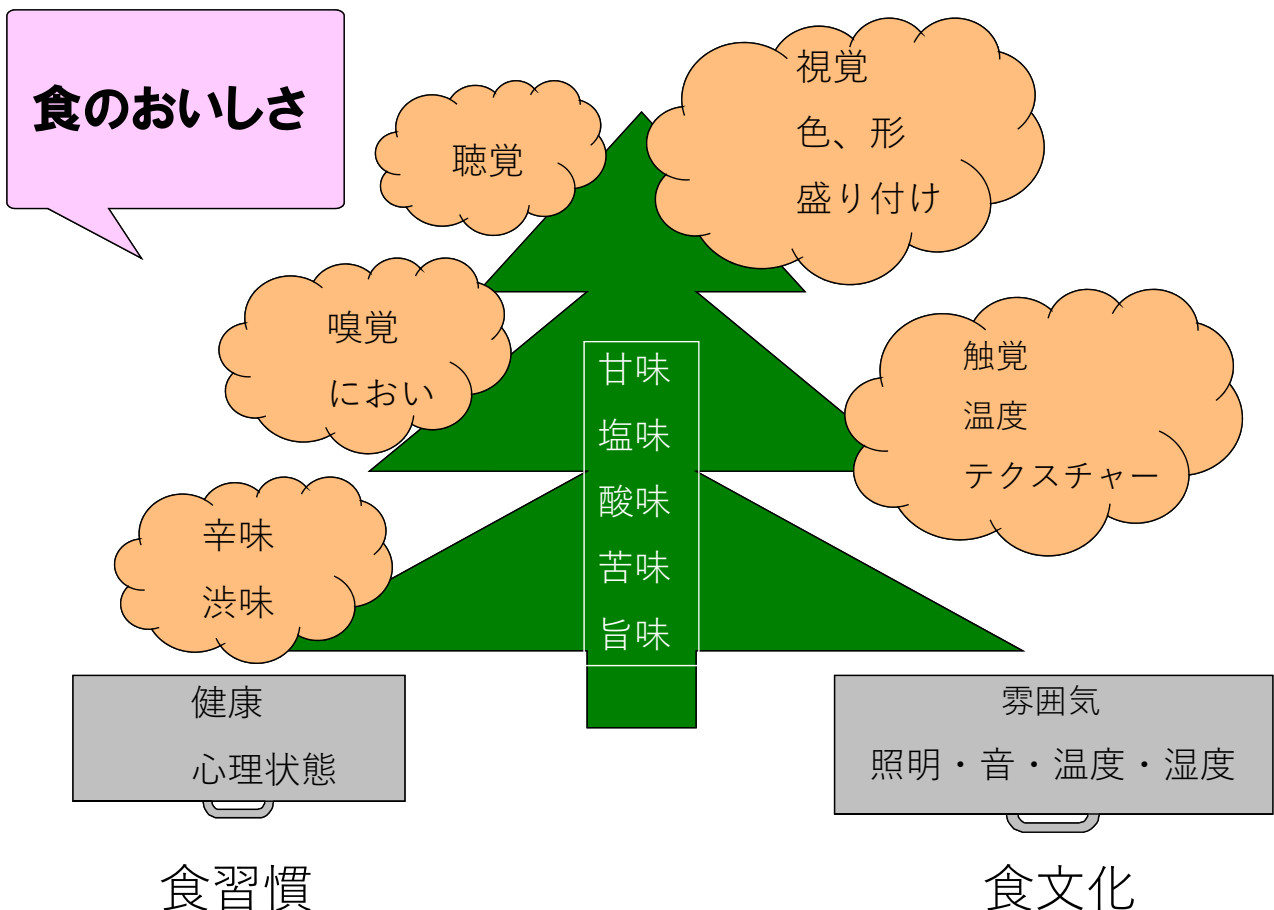 食のおいしさ
聴覚
視覚
色、形
盛り付け
嗅覚
におい
触覚
温度
テクスチャー
甘味
塩味
酸味
苦味
旨味
辛味
渋味
健康
心理状態
雰囲気
照明・音・温度・湿度
食習慣
食文化